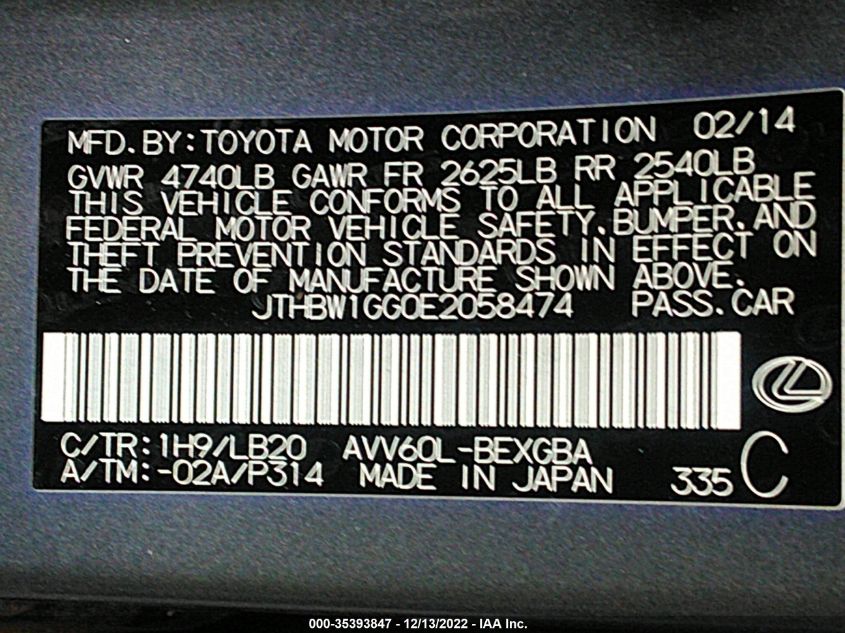 MFD.BY:TOYOTA MOTOR CORPORATION 02/14
GVWR 4740LB GAWR FR 2625LB RR 2540LB
THIS VEHICLE CONFORMS TO ALL APPLICABLE
FEDERAL MOTOR VEHICLE SAFETY,BUMPER,AND
THEFT PREVENTION STANDARDS IN EFFECT ON
THE DATE OF MANUFACTURE SHOWN ABOVE.
JTHBW1GG0E2058474 PASS.CAR
C/TR:1H9/LB20 AVV60L-BEXGBA C
A/TM:-02A/P314 MADE IN JAPAN 335
000-35393847 - 12/13/2022 - IAA Inc.